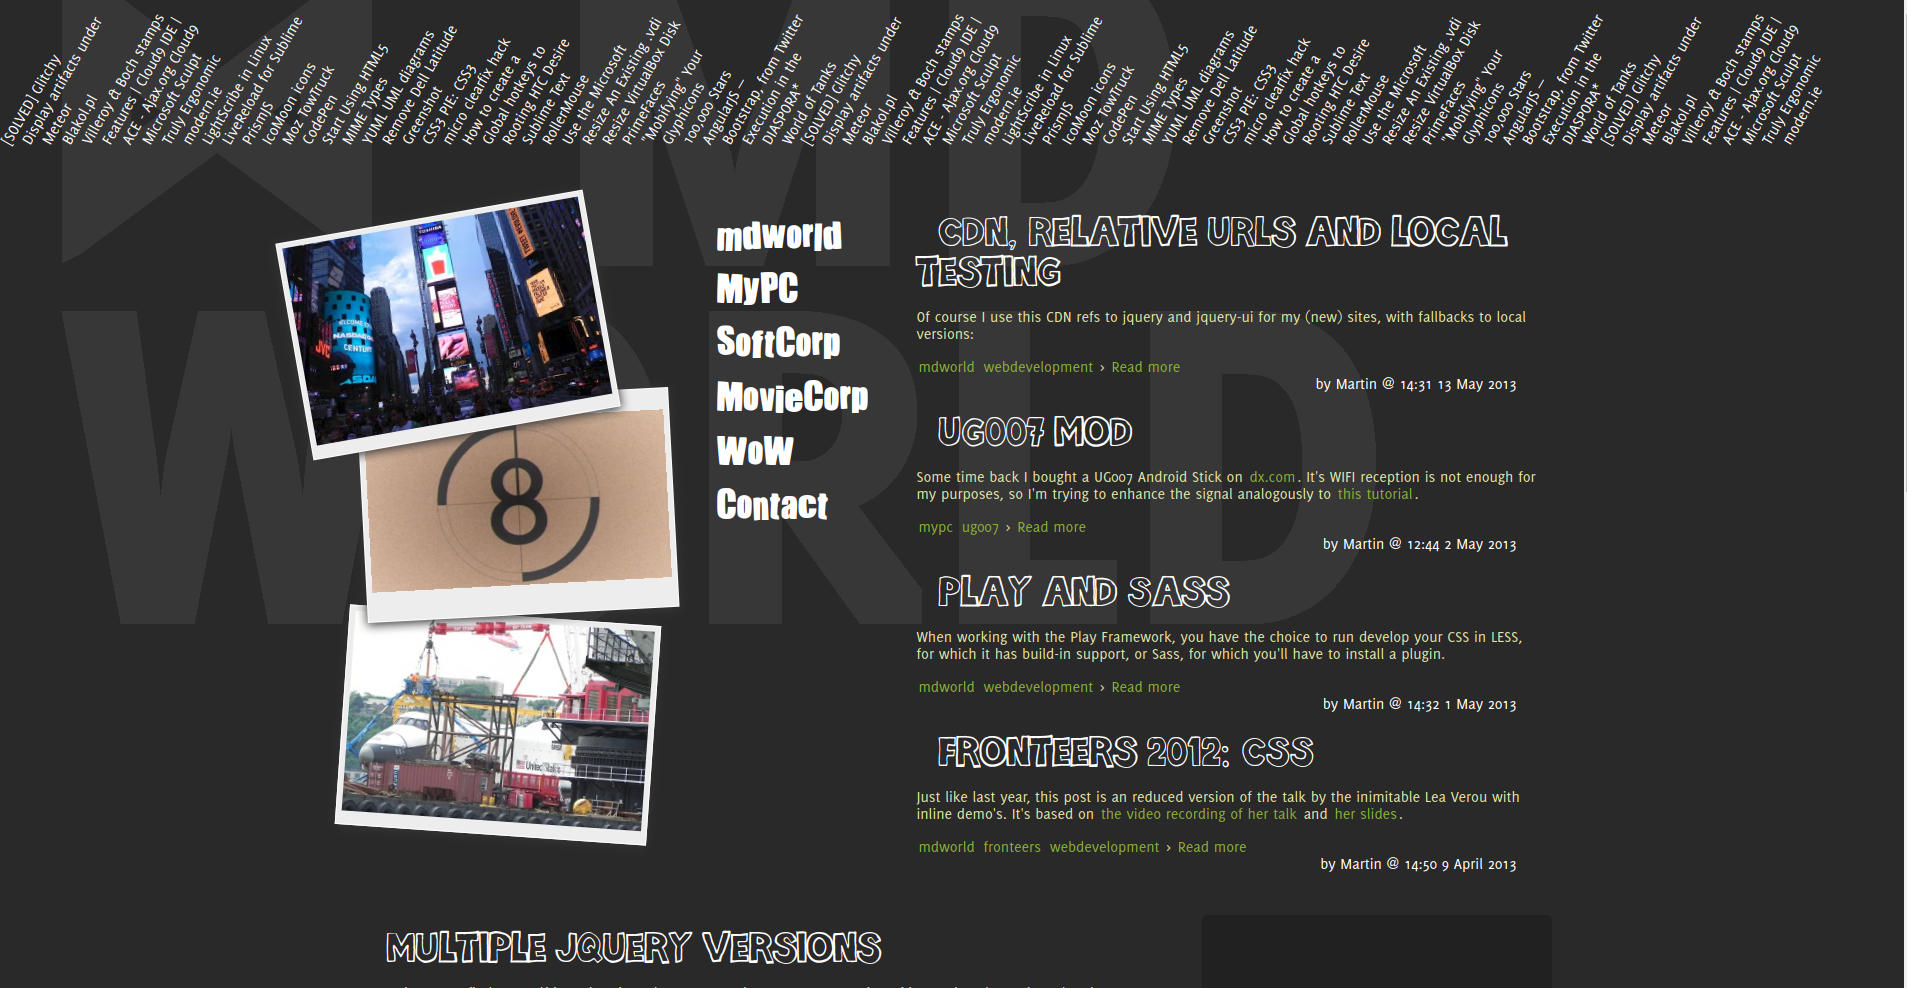 [SOLVED] Glitchy
Display artifacts under
Meteor
Blakol.pl
Villeroy & Boch stamps
Features | Cloud9 IDE |
ACE - Ajax.org Cloud9
Microsoft Sculpt
Truly Ergonomic
modern.ie
LightScribe in Linux
LiveReload for Sublime
PrismJS
IcoMoon icons
Moz TowTruck
CodePen
Start Using HTML5
MIME Types
YUML UML diagrams
Remove Dell Latitude
Greenshot
CSS3 PIE: CSS3
micro clearfix hack
How to create a
Global hotkeys to
Rooting HTC Desire
Sublime Text
RollerMouse
Use the Microsoft
Resize An Existing .vdi
Resize VirtualBox Disk
PrimeFaces
"Mobifying" Your
Glyphicons
100.000 Stars
AngularJS —
Bootstrap, from Twitter
Execution in the
DIASPORA*
World of Tanks
[SOLVED] Glitchy
Display artifacts under
Meteor
Blakol.pl
Villeroy & Boch stamps
Features | Cloud9 IDE |
ACE - Ajax.org Cloud9
Microsoft Sculpt
Truly Ergonomic
modern.ie
LightScribe in Linux
LiveReload for Sublime
PrismJS
IcoMoon icons
Moz TowTruck
CodePen
Start Using HTML5
MIME Types
YUML UML diagrams
Remove Dell Latitude
Greenshot
CSS3 PIE: CSS3
micro clearfix hack
How to create a
Global hotkeys to
Rooting HTC Desire
Sublime Text
RollerMouse
Use the Microsoft
Resize An Existing .vdi
Resize VirtualBox Disk
PrimeFaces
"Mobifying" Your
Glyphicons
100.000 Stars
AngularJS —
Bootstrap, from Twitter
Execution in the
DIASPORA*
World of Tanks
[SOLVED] Glitchy
Display artifacts under
Meteor
Blakol.pl
Villeroy & Boch stamps
Features | Cloud9 IDE |
ACE - Ajax.org Cloud9
Microsoft Sculpt
Truly Ergonomic
modern.ie
MD
WORLD
TOSHIBA
WELCOME
NASDAQ
CENTURY
JVC
8
United States
mdworld
MyPC
SoftCorp
MovieCorp
WoW
Contact
CDN, RELATIVE URLS AND LOCAL
TESTING
Of course I use this CDN refs to jquery and jquery-ui for my (new) sites, with fallbacks to local
versions:
mdworld webdevelopment › Read more
by Martin @ 14:31 13 May 2013
UG007 MOD
Some time back I bought a UG007 Android Stick on dx.com. It's WIFI reception is not enough for
my purposes, so I'm trying to enhance the signal analogously to this tutorial.
mypc ug007 › Read more
by Martin @ 12:44 2 May 2013
PLAY AND SASS
When working with the Play Framework, you have the choice to run develop your CSS in LESS,
for which it has build-in support, or Sass, for which you'll have to install a plugin.
mdworld webdevelopment › Read more
by Martin @ 14:32 1 May 2013
FRONTEERS 2012: CSS
Just like last year, this post is an reduced version of the talk by the inimitable Lea Verou with
inline demo's. It's based on the video recording of her talk and her slides.
mdworld fronteers webdevelopment › Read more
by Martin @ 14:50 9 April 2013
MULTIPLE JQUERY VERSIONS